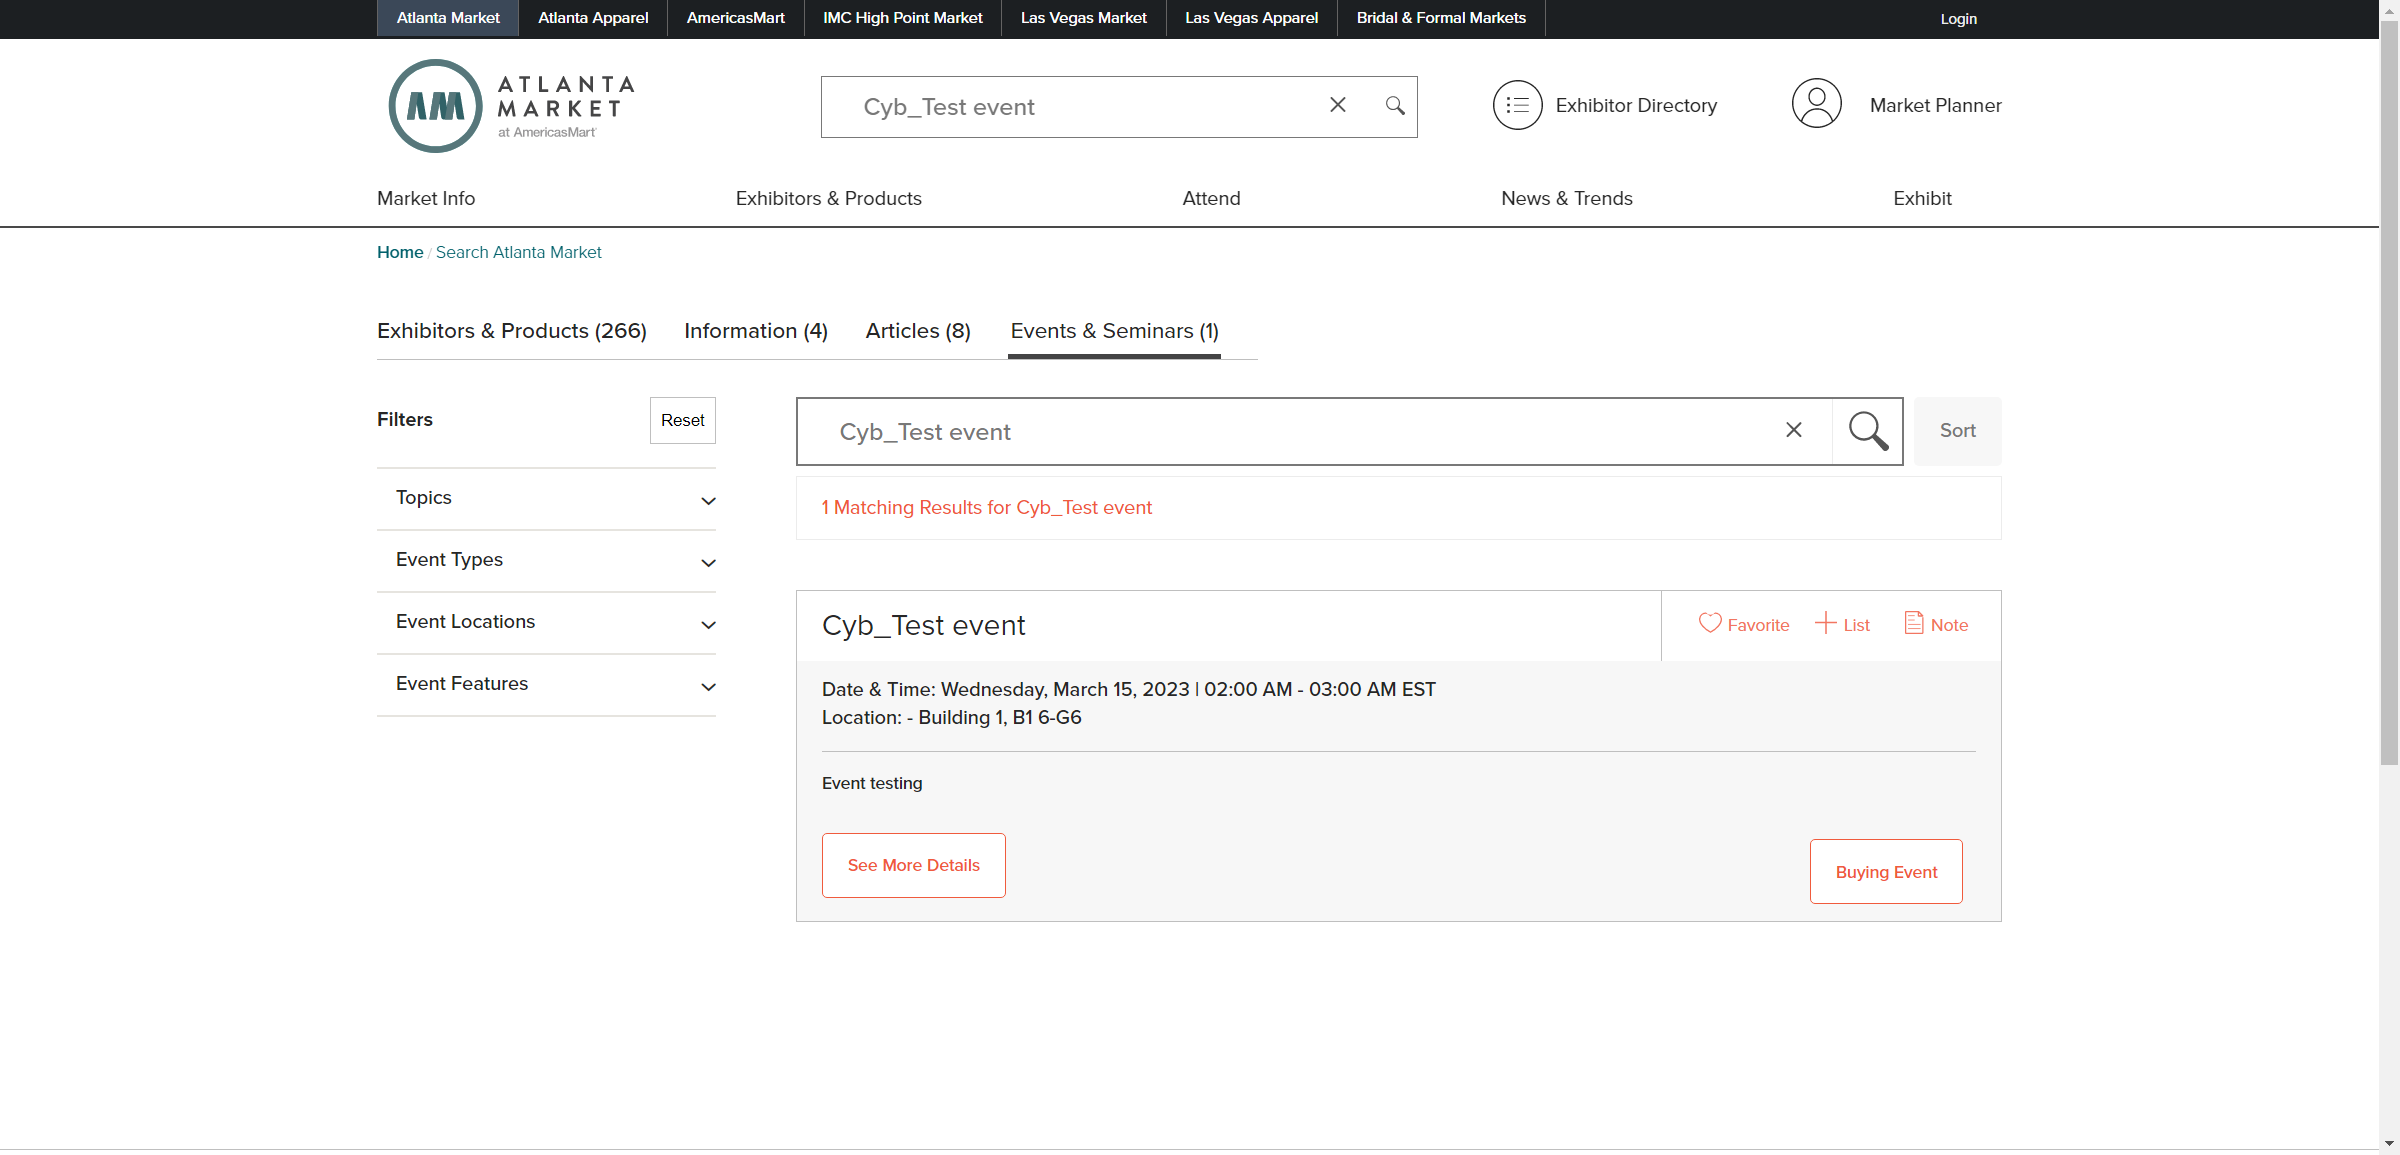 Atlanta Market Atlanta Apparel AmericasMart IMC High Point Market Las Vegas Market Las Vegas Apparel Bridal & Formal Markets Login
AM ATLANTA
MARKET
at AmericasMart
Cyb_Test event
Exhibitor Directory
Market Planner
Market Info Exhibitors & Products Attend News & Trends Exhibit
Home / Search Atlanta Market
Exhibitors & Products (266) Information (4) Articles (8) Events & Seminars (1)
Filters Reset
Cyb_Test event
Sort
Topics
1 Matching Results for Cyb_Test event
Event Types
Event Locations
Event Features
Cyb_Test event
Favorite List Note
Date & Time: Wednesday, March 15, 2023 | 02:00 AM - 03:00 AM EST
Location: - Building 1, B1 6-G6
Event testing
See More Details
Buying Event